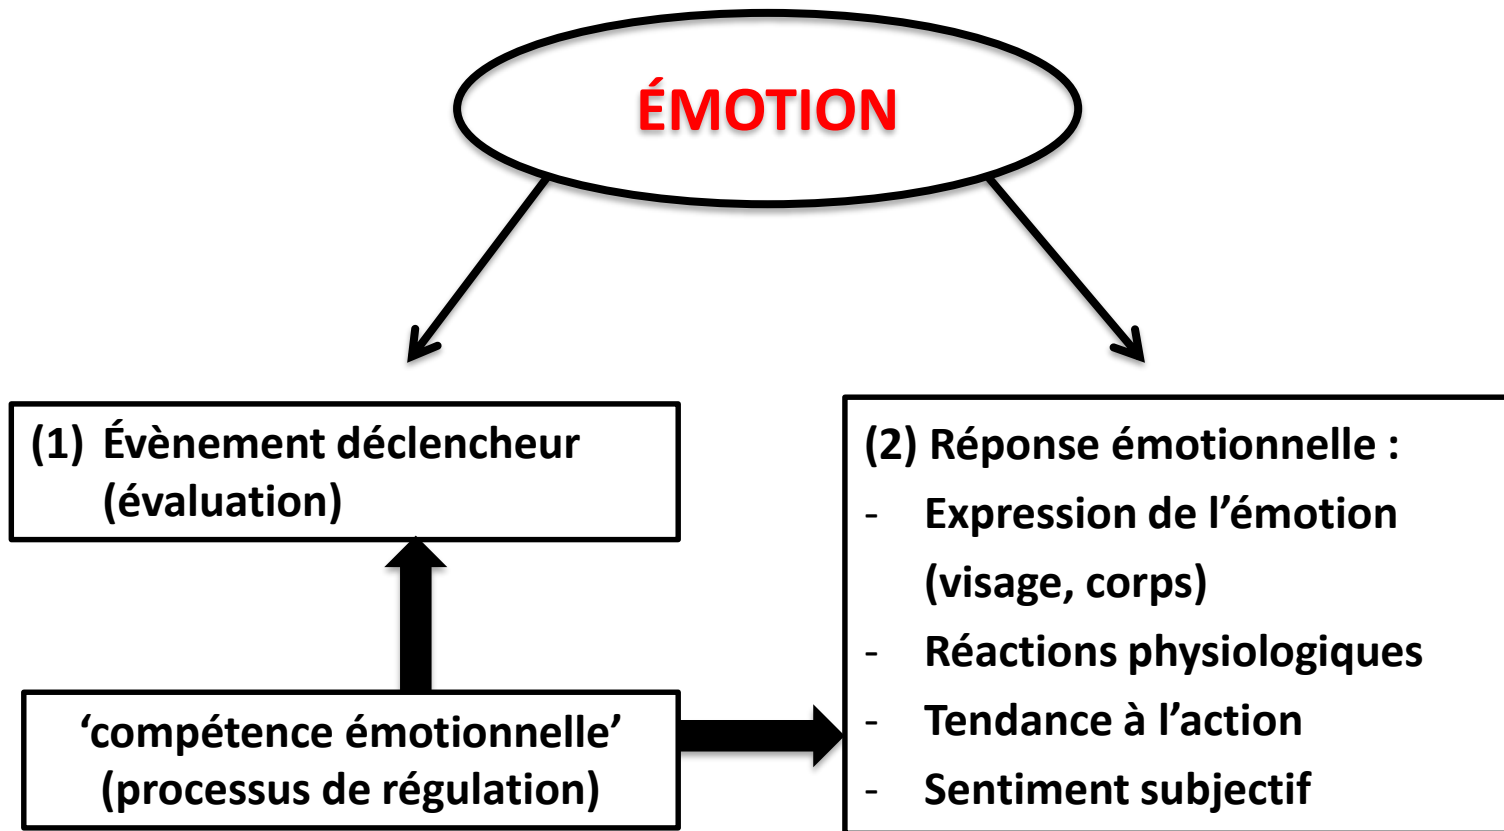 ÉMOTION
(1) Évènement déclencheur
(évaluation)
‘compétence émotionnelle’
(processus de régulation)
(2) Réponse émotionnelle :
- Expression de l’émotion
(visage, corps)
- Réactions physiologiques
- Tendance à l’action
- Sentiment subjectif